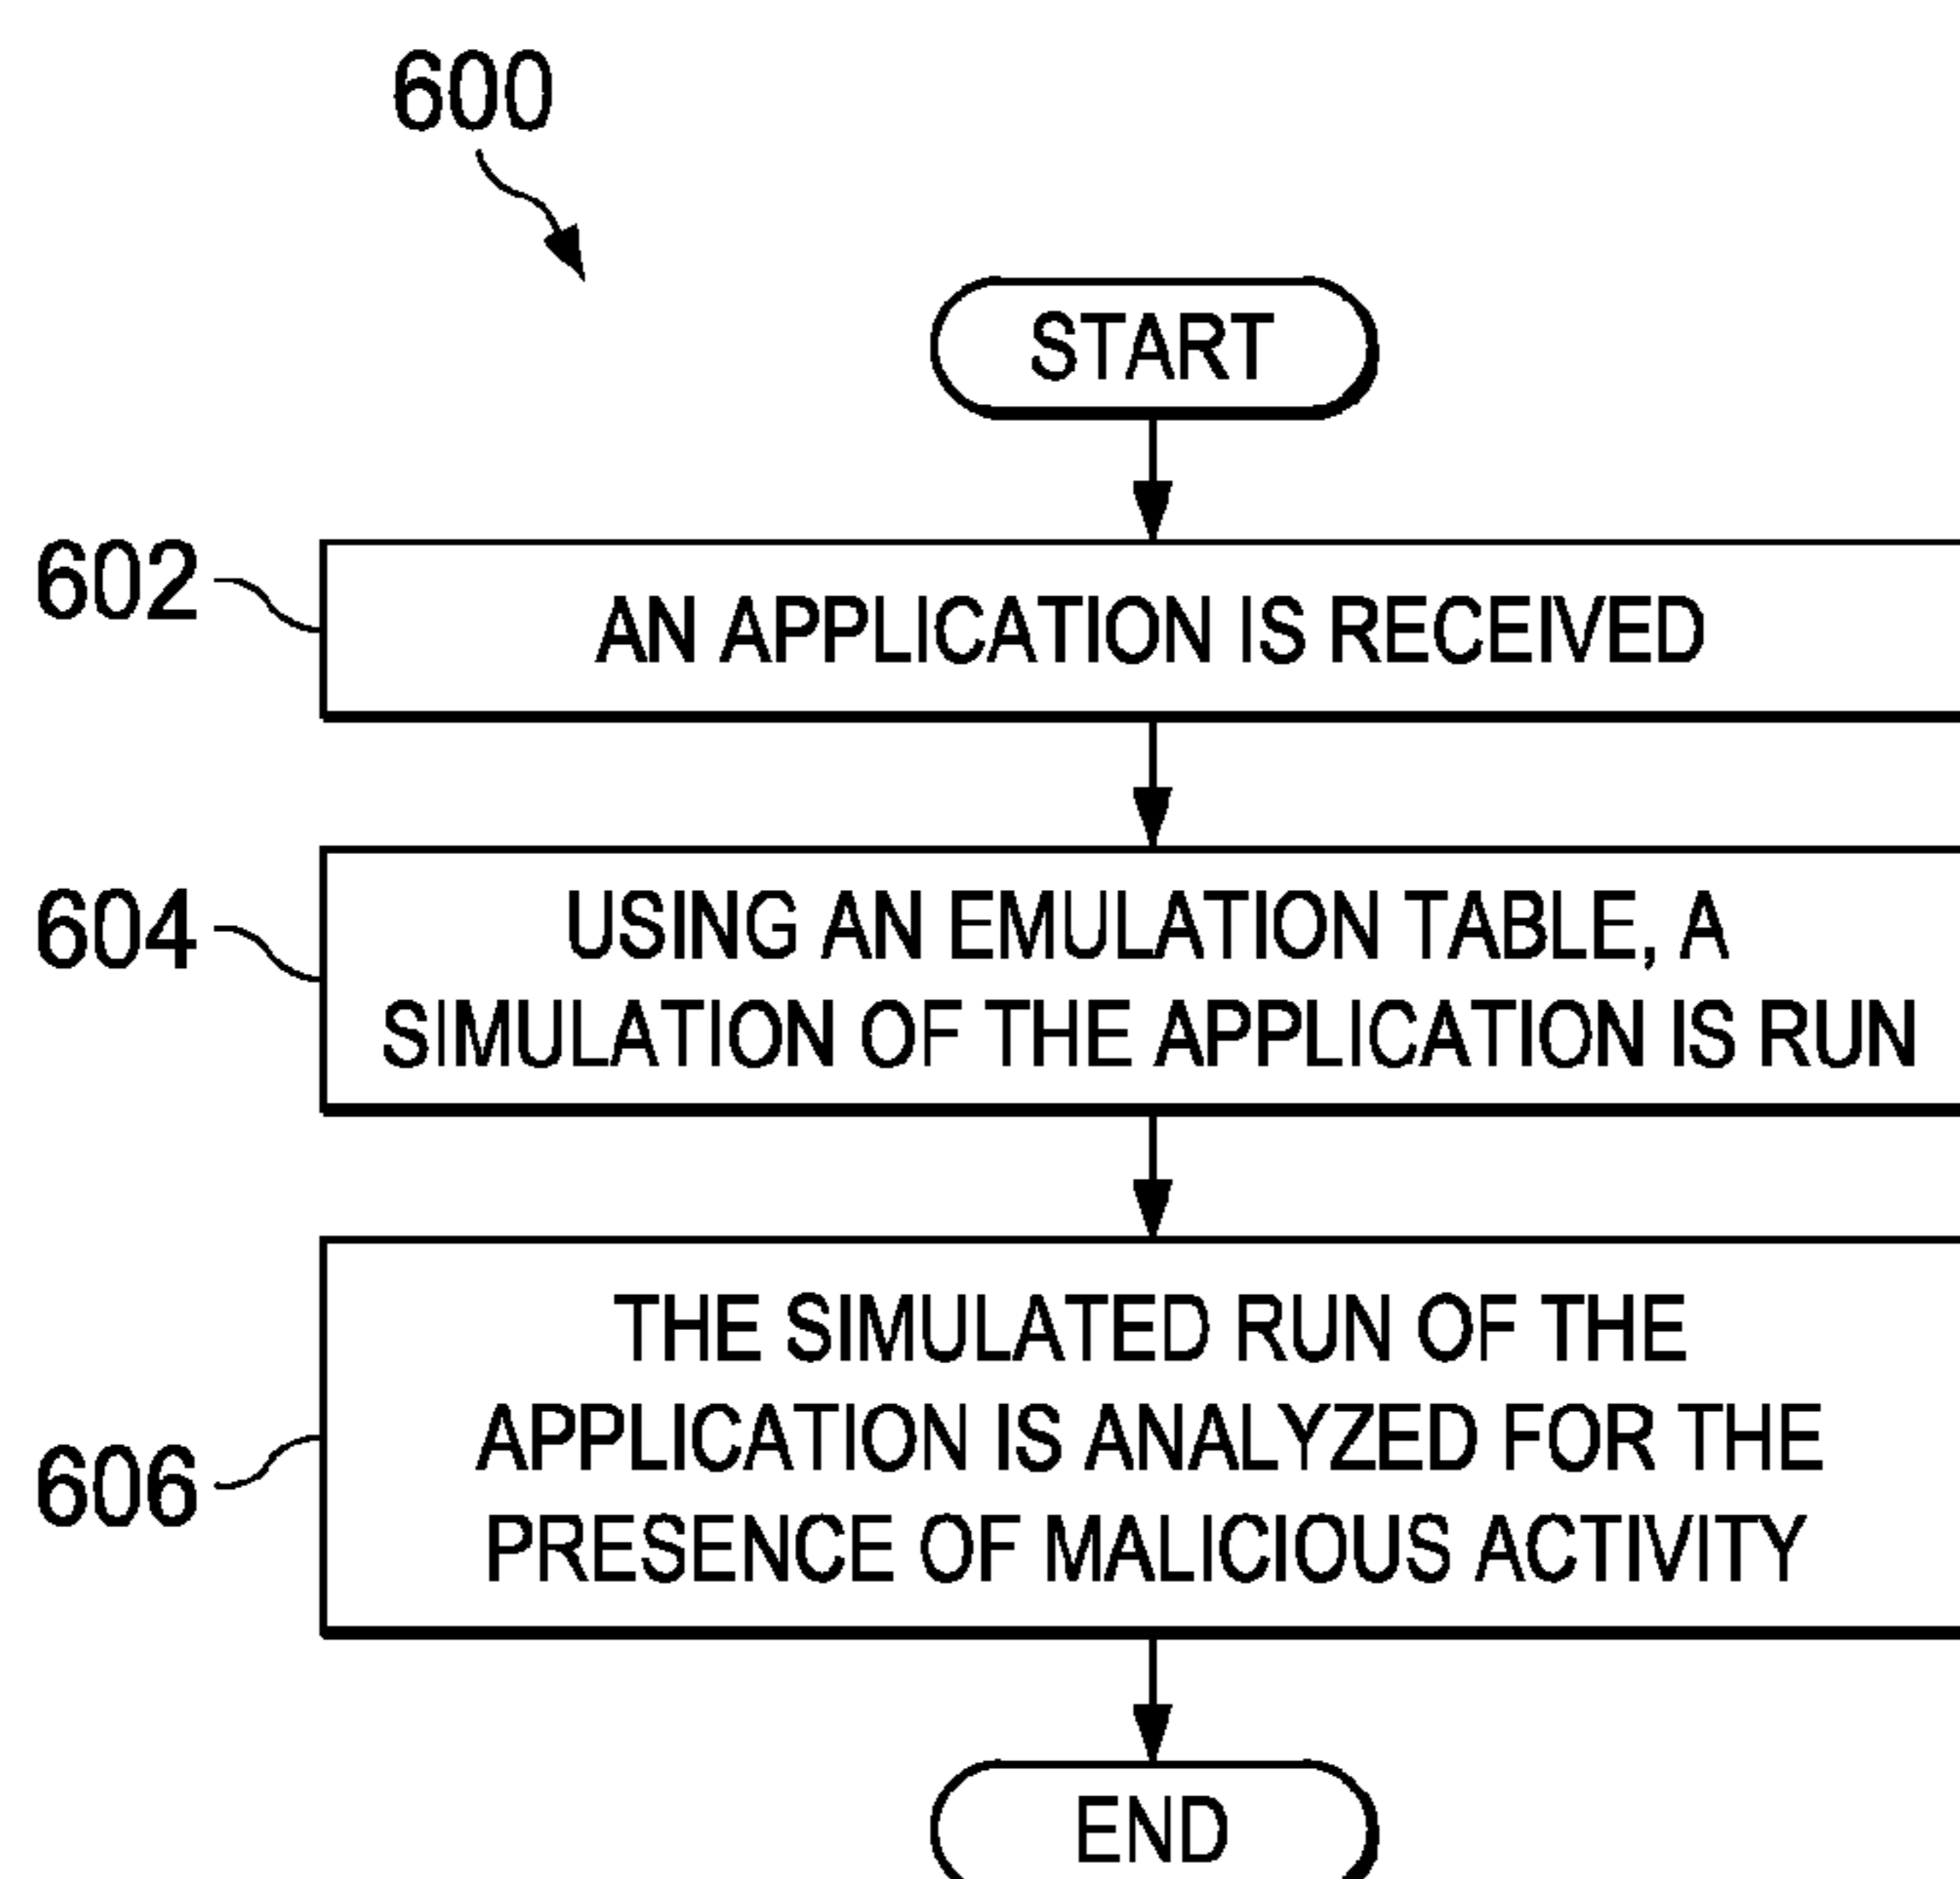 600
START
602
AN APPLICATION IS RECEIVED
604
USING AN EMULATION TABLE, A
SIMULATION OF THE APPLICATION IS RUN
THE SIMULATED RUN OF THE
APPLICATION IS ANALYZED FOR THE
606
PRESENCE OF MALICIOUS ACTIVITY
END